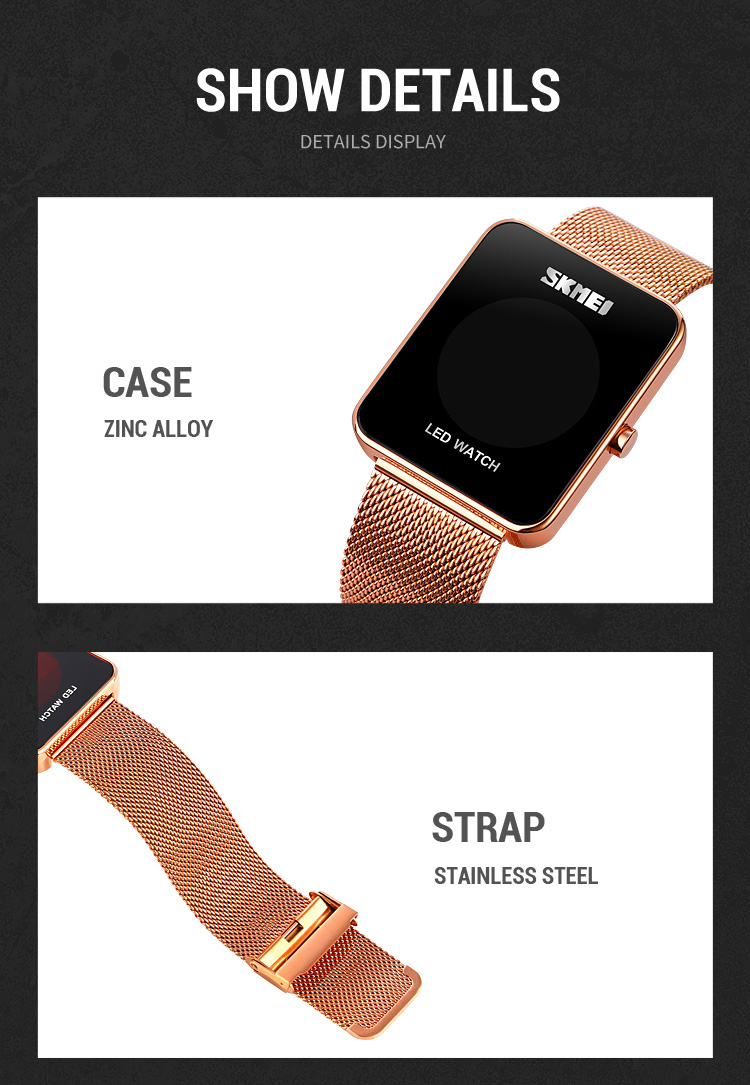 SHOW DETAILS
DETAILS DISPLAY
SKMEI
CASE
ZINC ALLOY
LED WATCH
LED WATCH
STRAP
STAINLESS STEEL